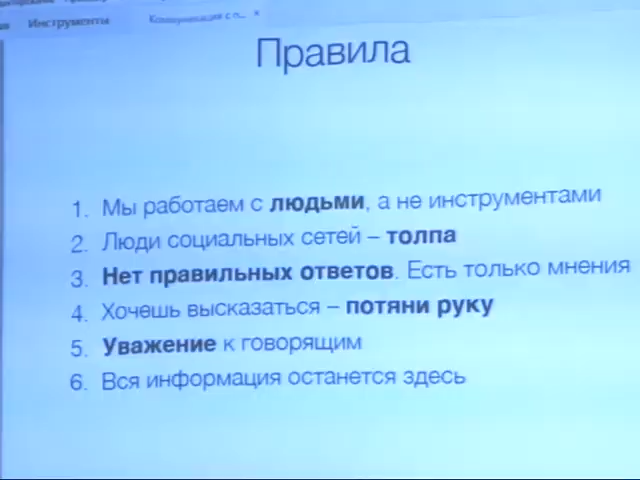 Инструменты
Коммуникация с п...
Правила
1. Мы работаем с людьми, а не инструментами
2. Люди социальных сетей – толпа
3. Нет правильных ответов. Есть только мнения
4. Хочешь высказаться – потяни руку
5. Уважение к говорящим
6. Вся информация останется здесь